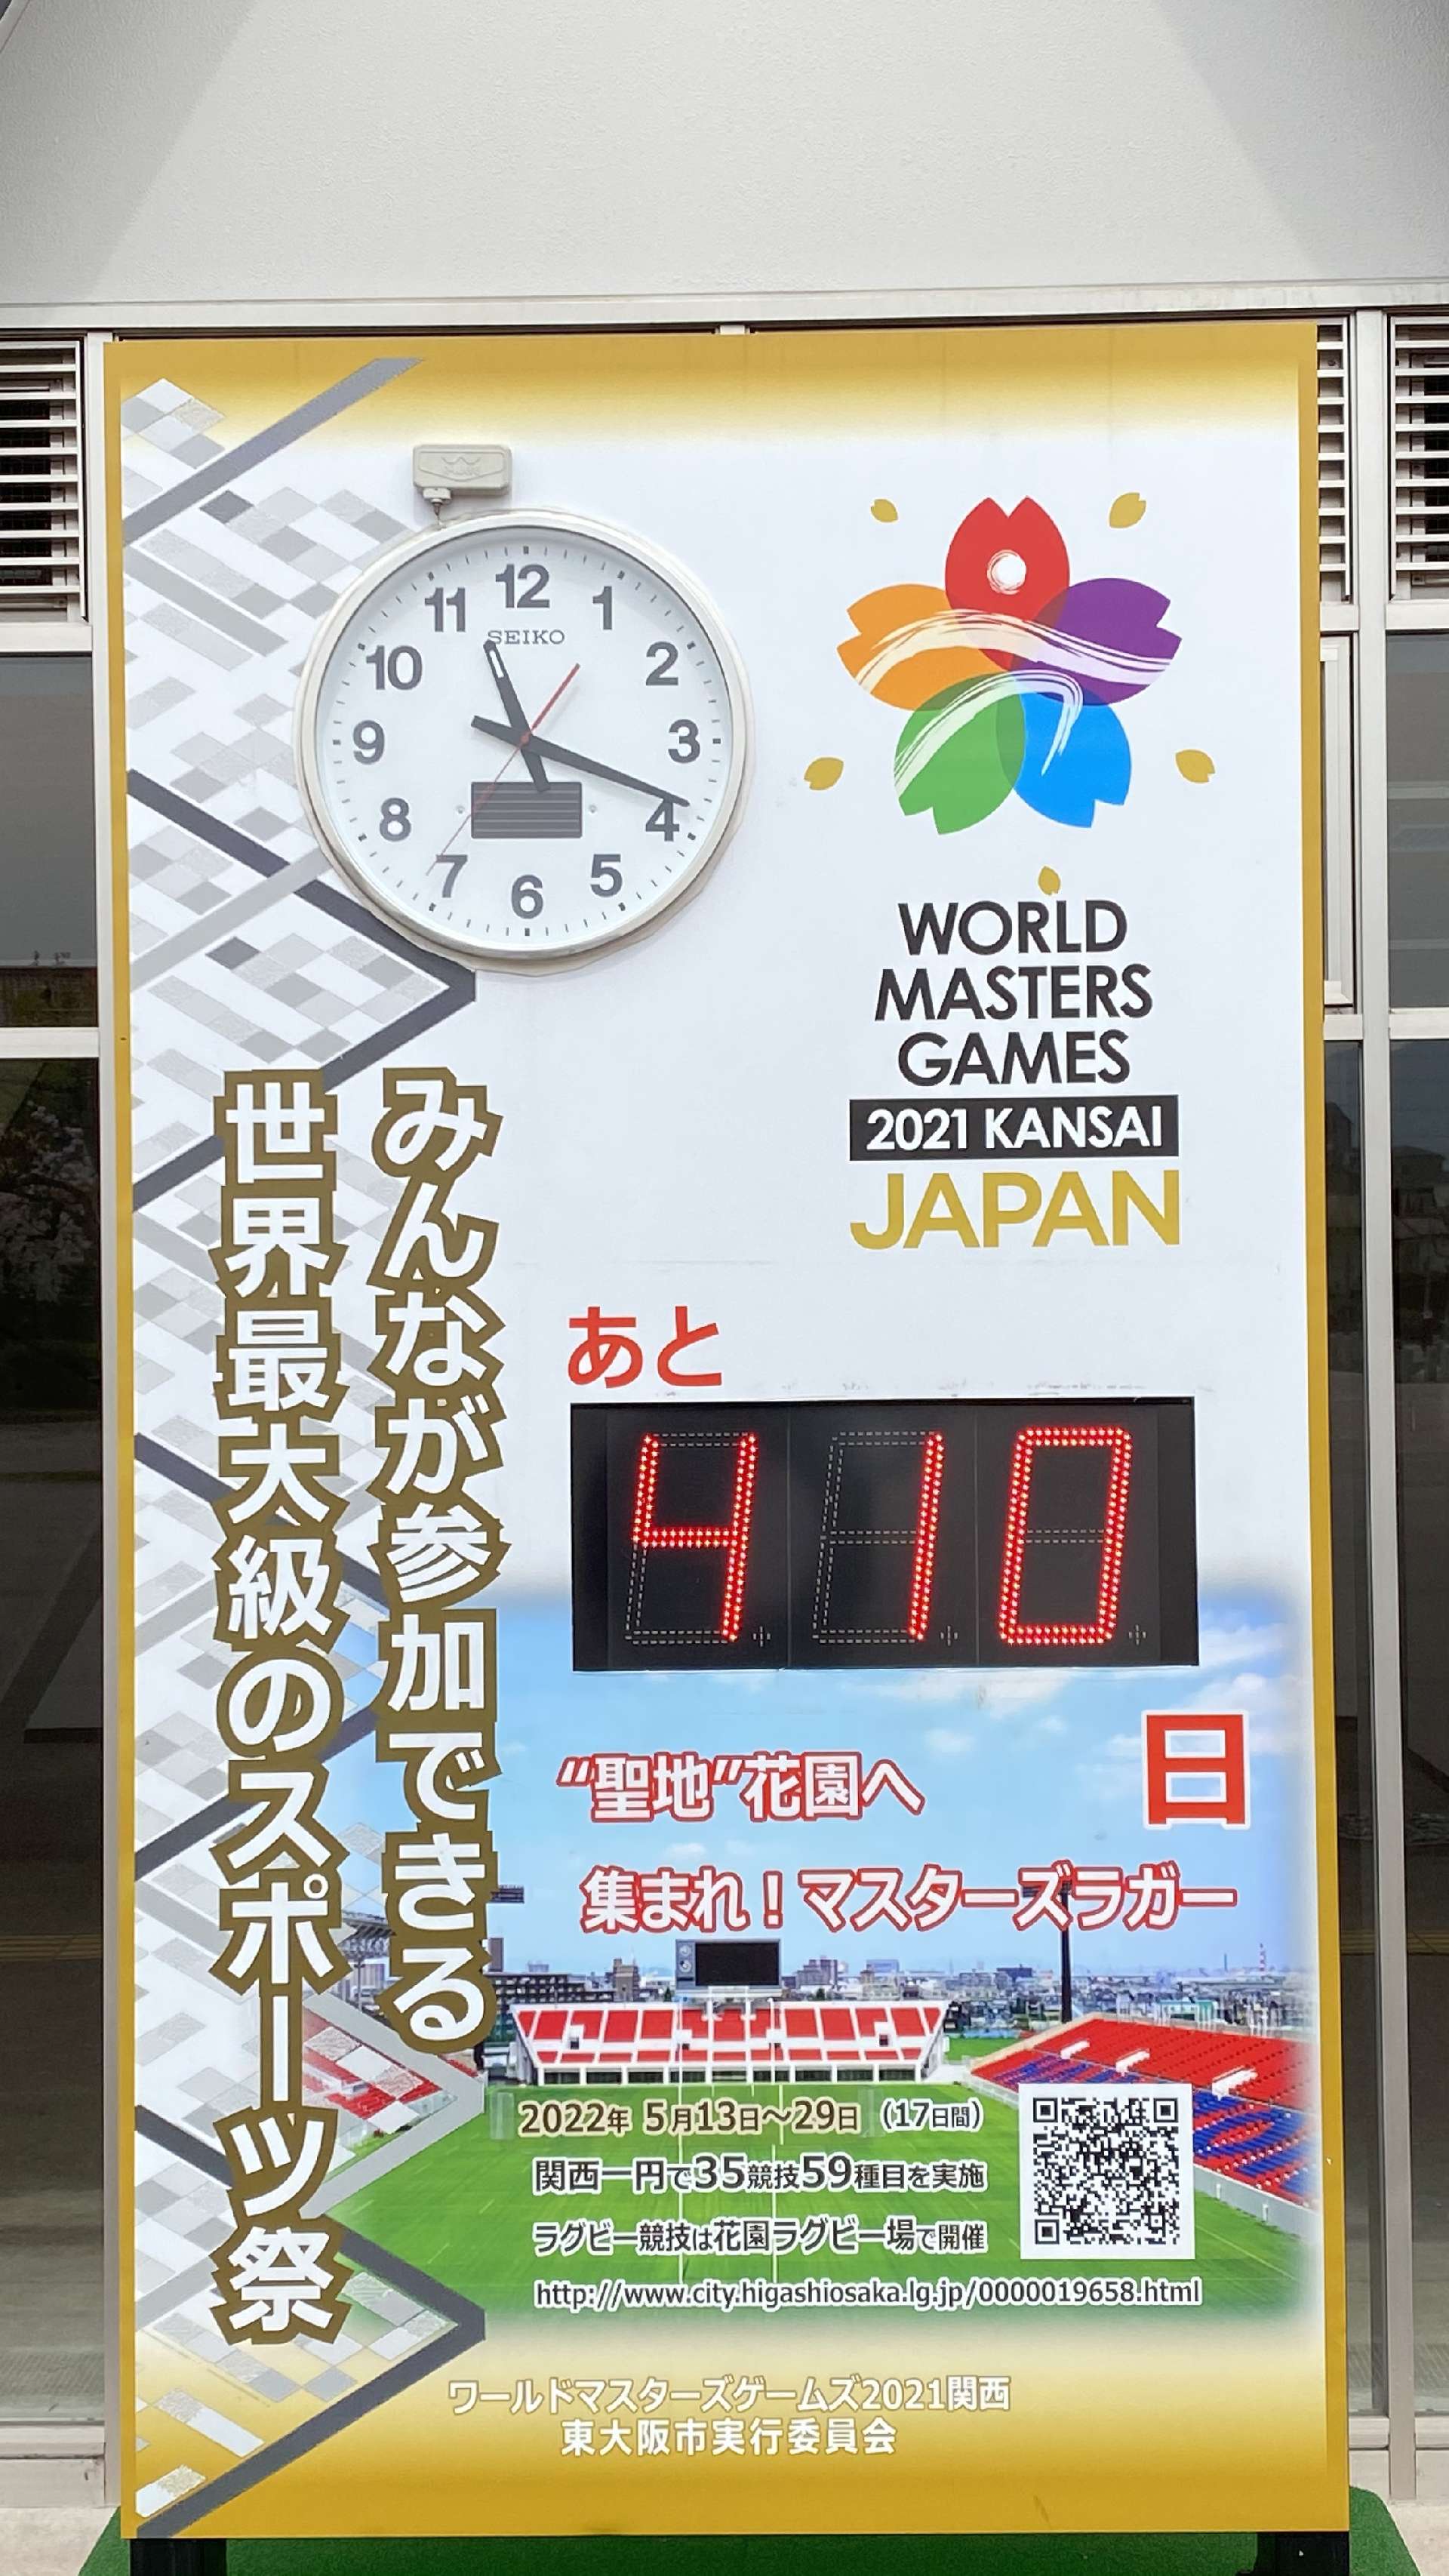 12
1
2
3
4
5
6
7
8
9
10
11
SEIKO
WORLD
MASTERS
GAMES
2021 KANSAI
JAPAN
みんなが参加できる
世界最大級のスポーツ祭
あと
410
日
“聖地”花園へ
集まれ！マスターズラガー
2022年 5月13日～29日（17日間）
関西一円で35競技59種目を実施
ラグビー競技は花園ラグビー場で開催
http://www.city.higashiosaka.lg.jp/0000019658.html
ワールドマスターズゲームズ2021関西
東大阪市実行委員会